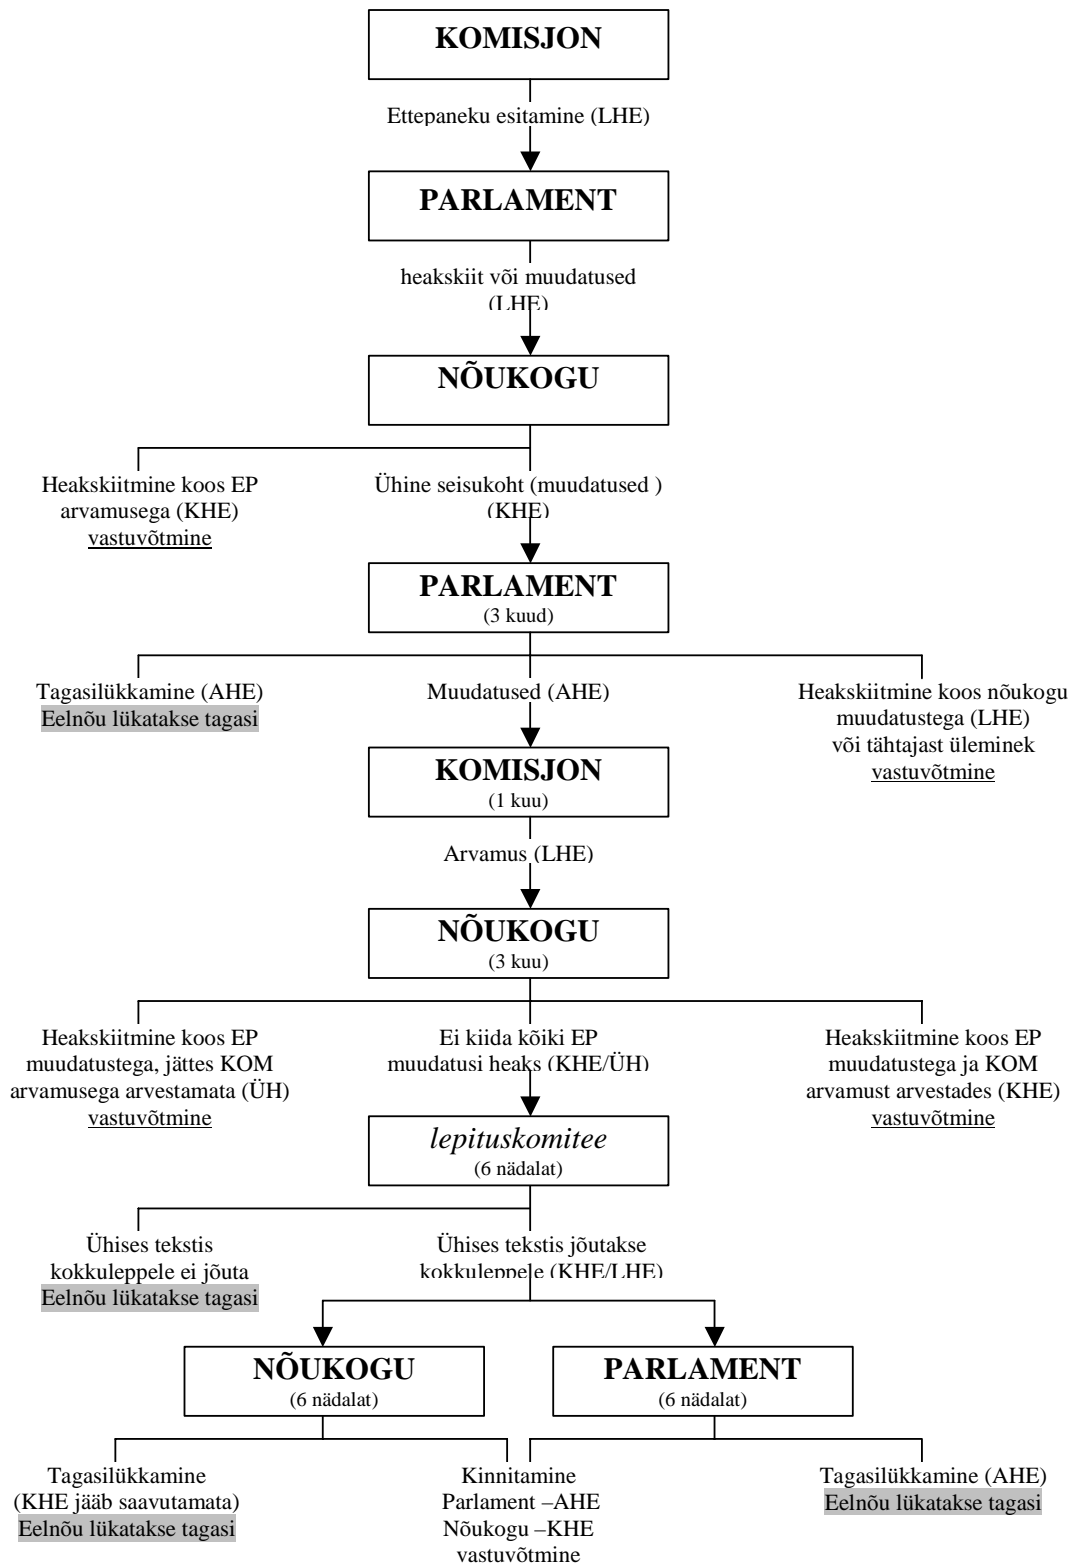 KOMISJON
Ettepaneku esitamine (LHE)
PARLAMENT
heakskiit või muudatused
(LHE)
NÕUKOGU
Heakskiitmine koos EP
arvamusega (KHE)
vastuvõtmine
Ühine seisukoht (muudatused )
(KHE)
PARLAMENT
(3 kuud)
Tagasilükkamine (AHE)
Eelnõu lükatakse tagasi
Muudatused (AHE)
Heakskiitmine koos nõukogu
muudatustega (LHE)
või tähtajast üleminek
vastuvõtmine
KOMISJON
(1 kuu)
Arvamus (LHE)
NÕUKOGU
(3 kuu)
Heakskiitmine koos EP
muudatustega, jättes KOM
arvamusega arvestamata (ÜH)
vastuvõtmine
Ei kiida kõiki EP
muudatusi heaks (KHE/ÜH)
Heakskiitmine koos EP
muudatustega ja KOM
arvamust arvestades (KHE)
vastuvõtmine
lepituskomitee
(6 nädalat)
Ühises tekstis
kokkuleppele ei jõuta
Eelnõu lükatakse tagasi
Ühises tekstis jõutakse
kokkuleppele (KHE/LHE)
NÕUKOGU
(6 nädalat)
PARLAMENT
(6 nädalat)
Tagasilükkamine
(KHE jääb saavutamata)
Eelnõu lükatakse tagasi
Kinnitamine
Parlament –AHE
Nõukogu –KHE
vastuvõtmine
Tagasilükkamine (AHE)
Eelnõu lükatakse tagasi